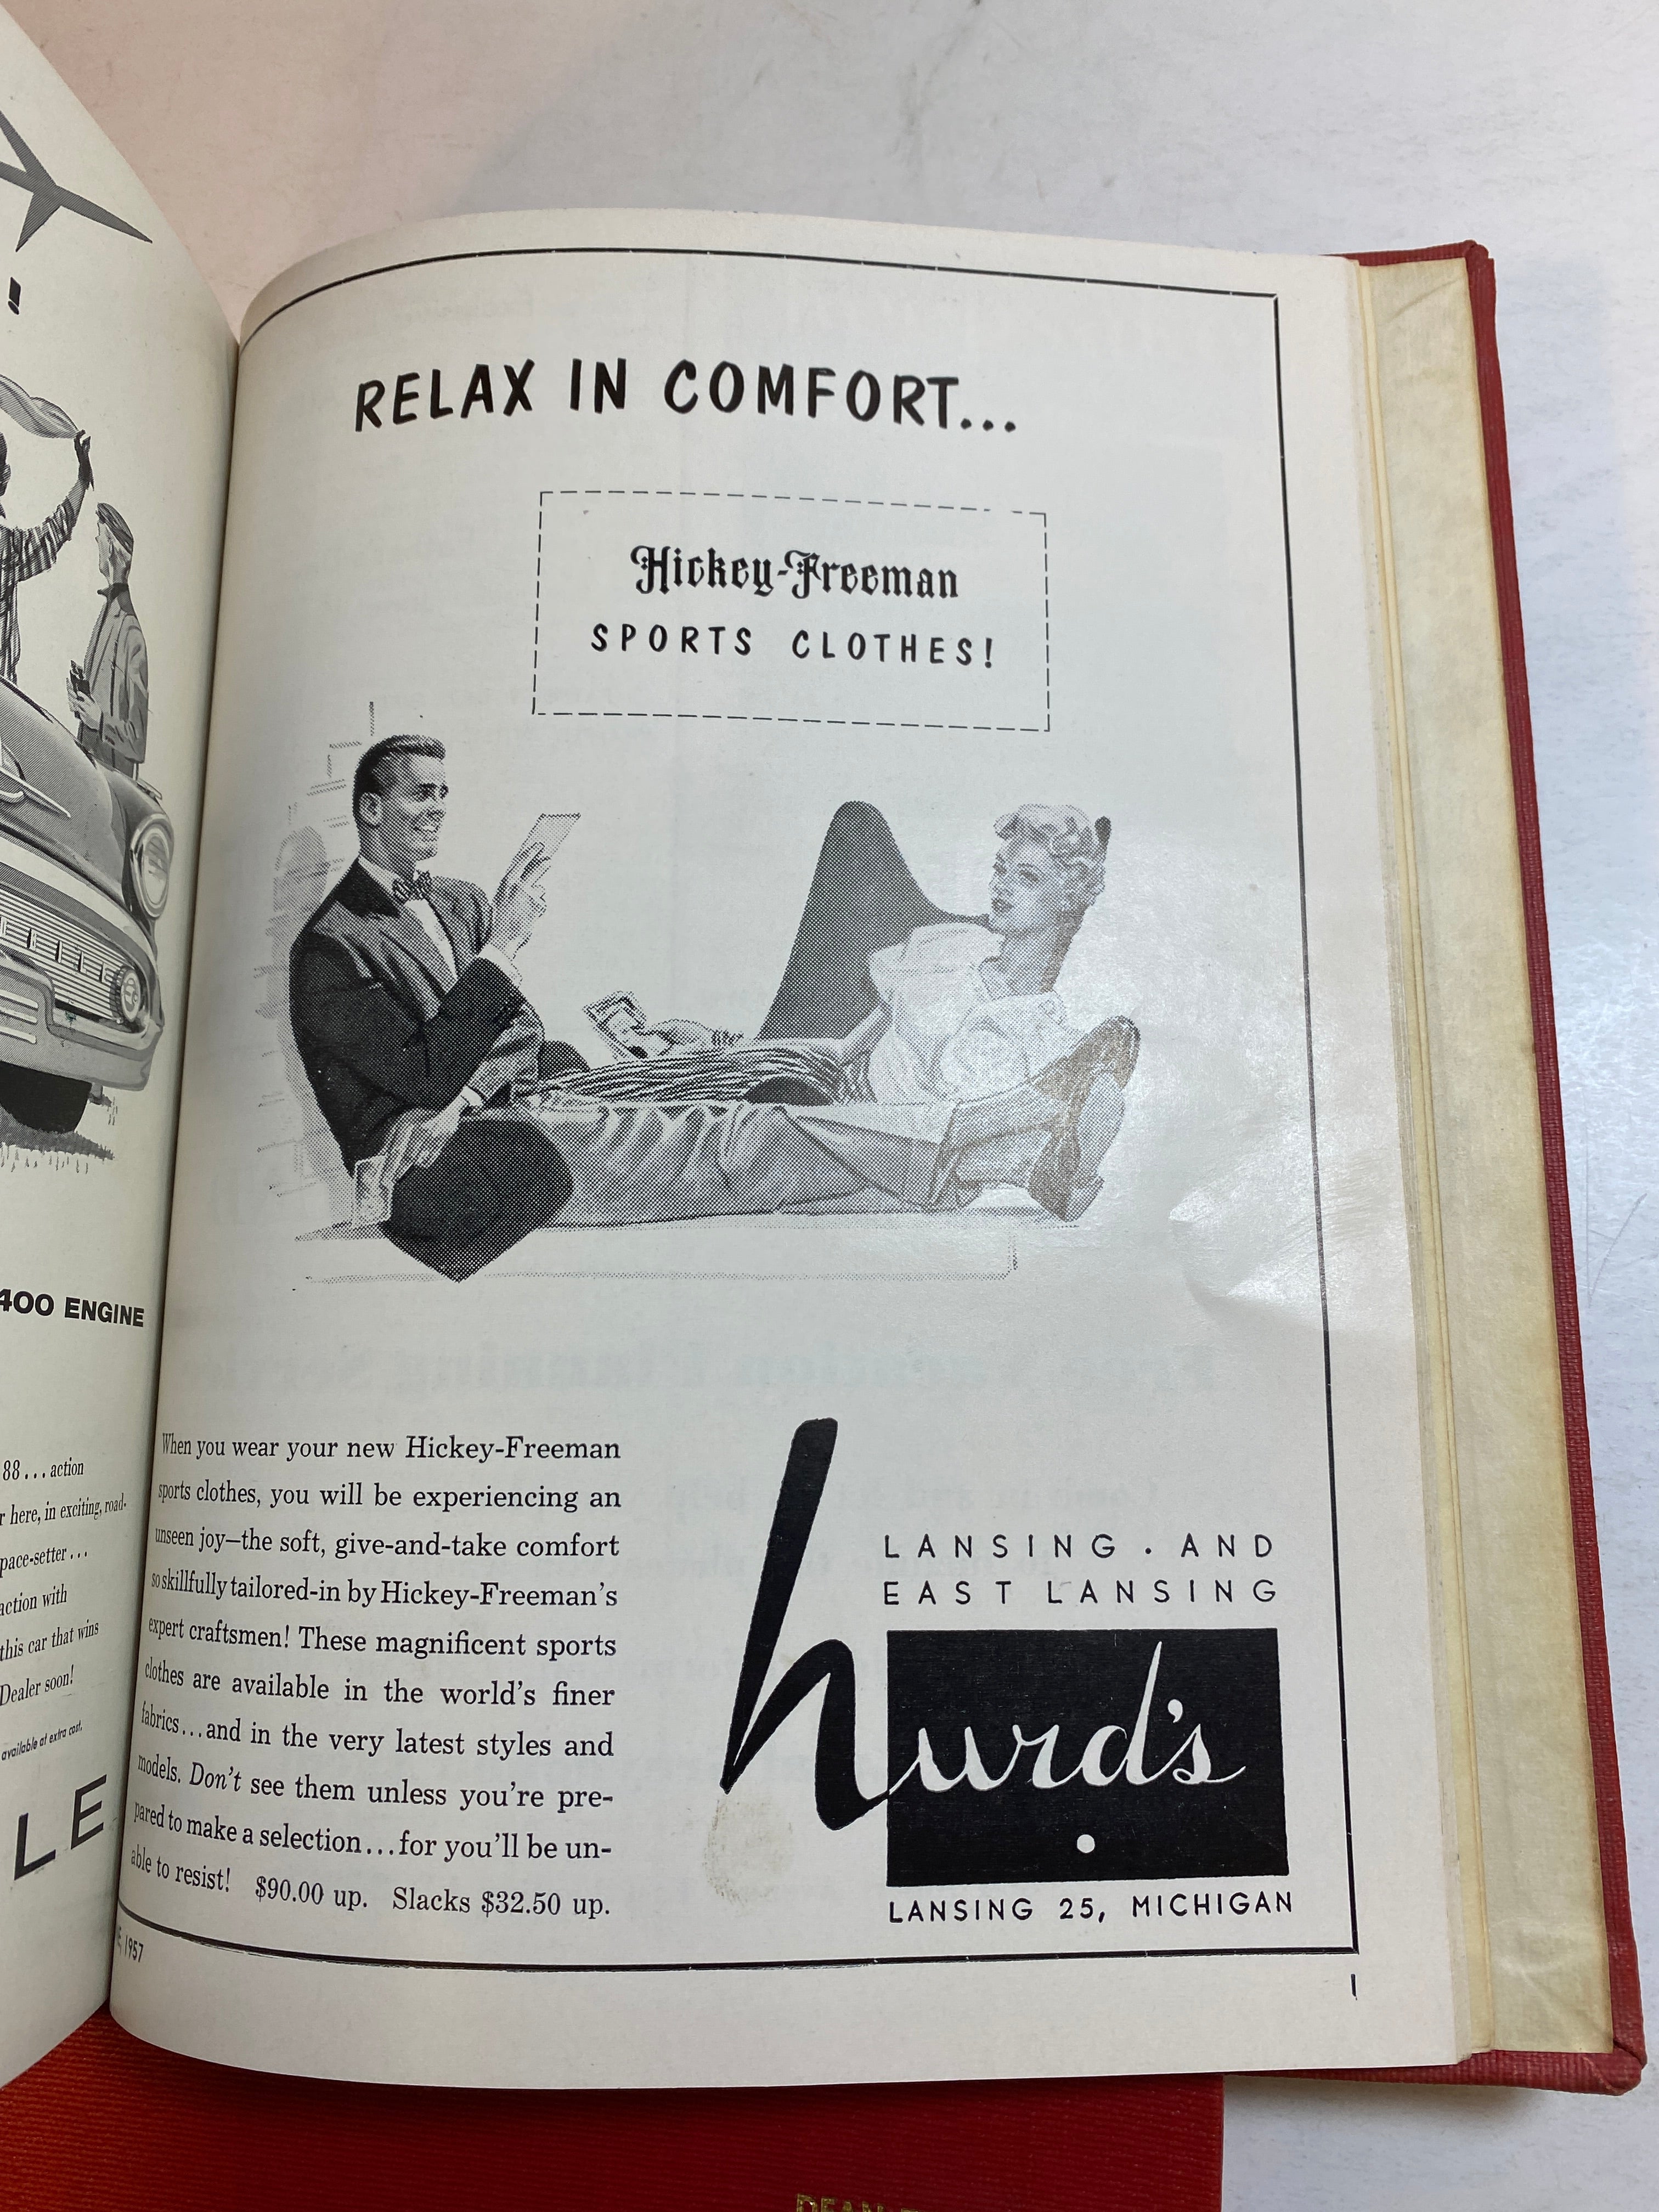 !
400 ENGINE
88...action
here, in exciting, road-
pace-setter...
action with
this car that wins
Dealer soon!
available at extra cost.
LE
RELAX IN COMFORT...
Hickey-Freeman
SPORTS CLOTHES!
When you wear your new Hickey-Freeman
sports clothes, you will be experiencing an
unseen joy—the soft, give-and-take comfort
so skillfully tailored-in by Hickey-Freeman's
expert craftsmen! These magnificent sports
clothes are available in the world's finer
fabrics...and in the very latest styles and
models. Don't see them unless you're pre-
pared to make a selection...for you'll be un-
able to resist! $90.00 up. Slacks $32.50 up.
LANSING . AND
EAST LANSING
hurd's
LANSING 25, MICHIGAN
1957
1